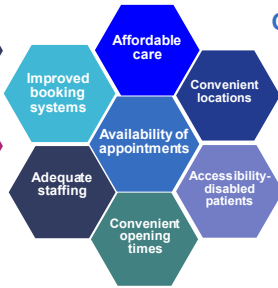 Affordable
care
Improved
booking
systems
Convenient
locations
Availability of
appointments
Adequate
staffing
Accessibility-
disabled
patients
Convenient
opening
times